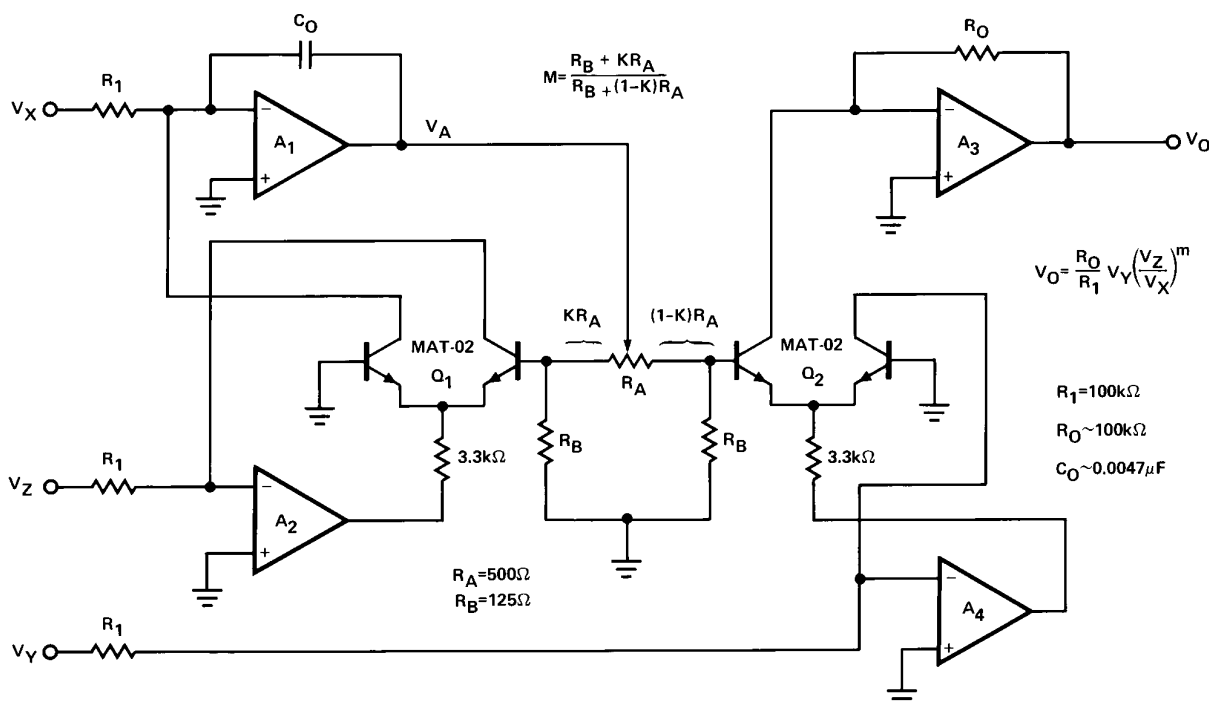 C_O
R_O
R_1
M= (R_B + KR_A) / (R_B + (1-K)R_A)
V_X
−
A_1
+
V_A
−
A_3
+
V_O
V_O= R_O/R_1 V_Y(V_Z/V_X)^m
KR_A
(1-K)R_A
MAT-02
Q_1
R_A
MAT-02
Q_2
R_1=100kΩ
R_O~100kΩ
C_O~0.0047μF
3.3kΩ
R_B
R_B
3.3kΩ
R_1
V_Z
−
A_2
+
R_A=500Ω
R_B=125Ω
−
A_4
+
R_1
V_Y